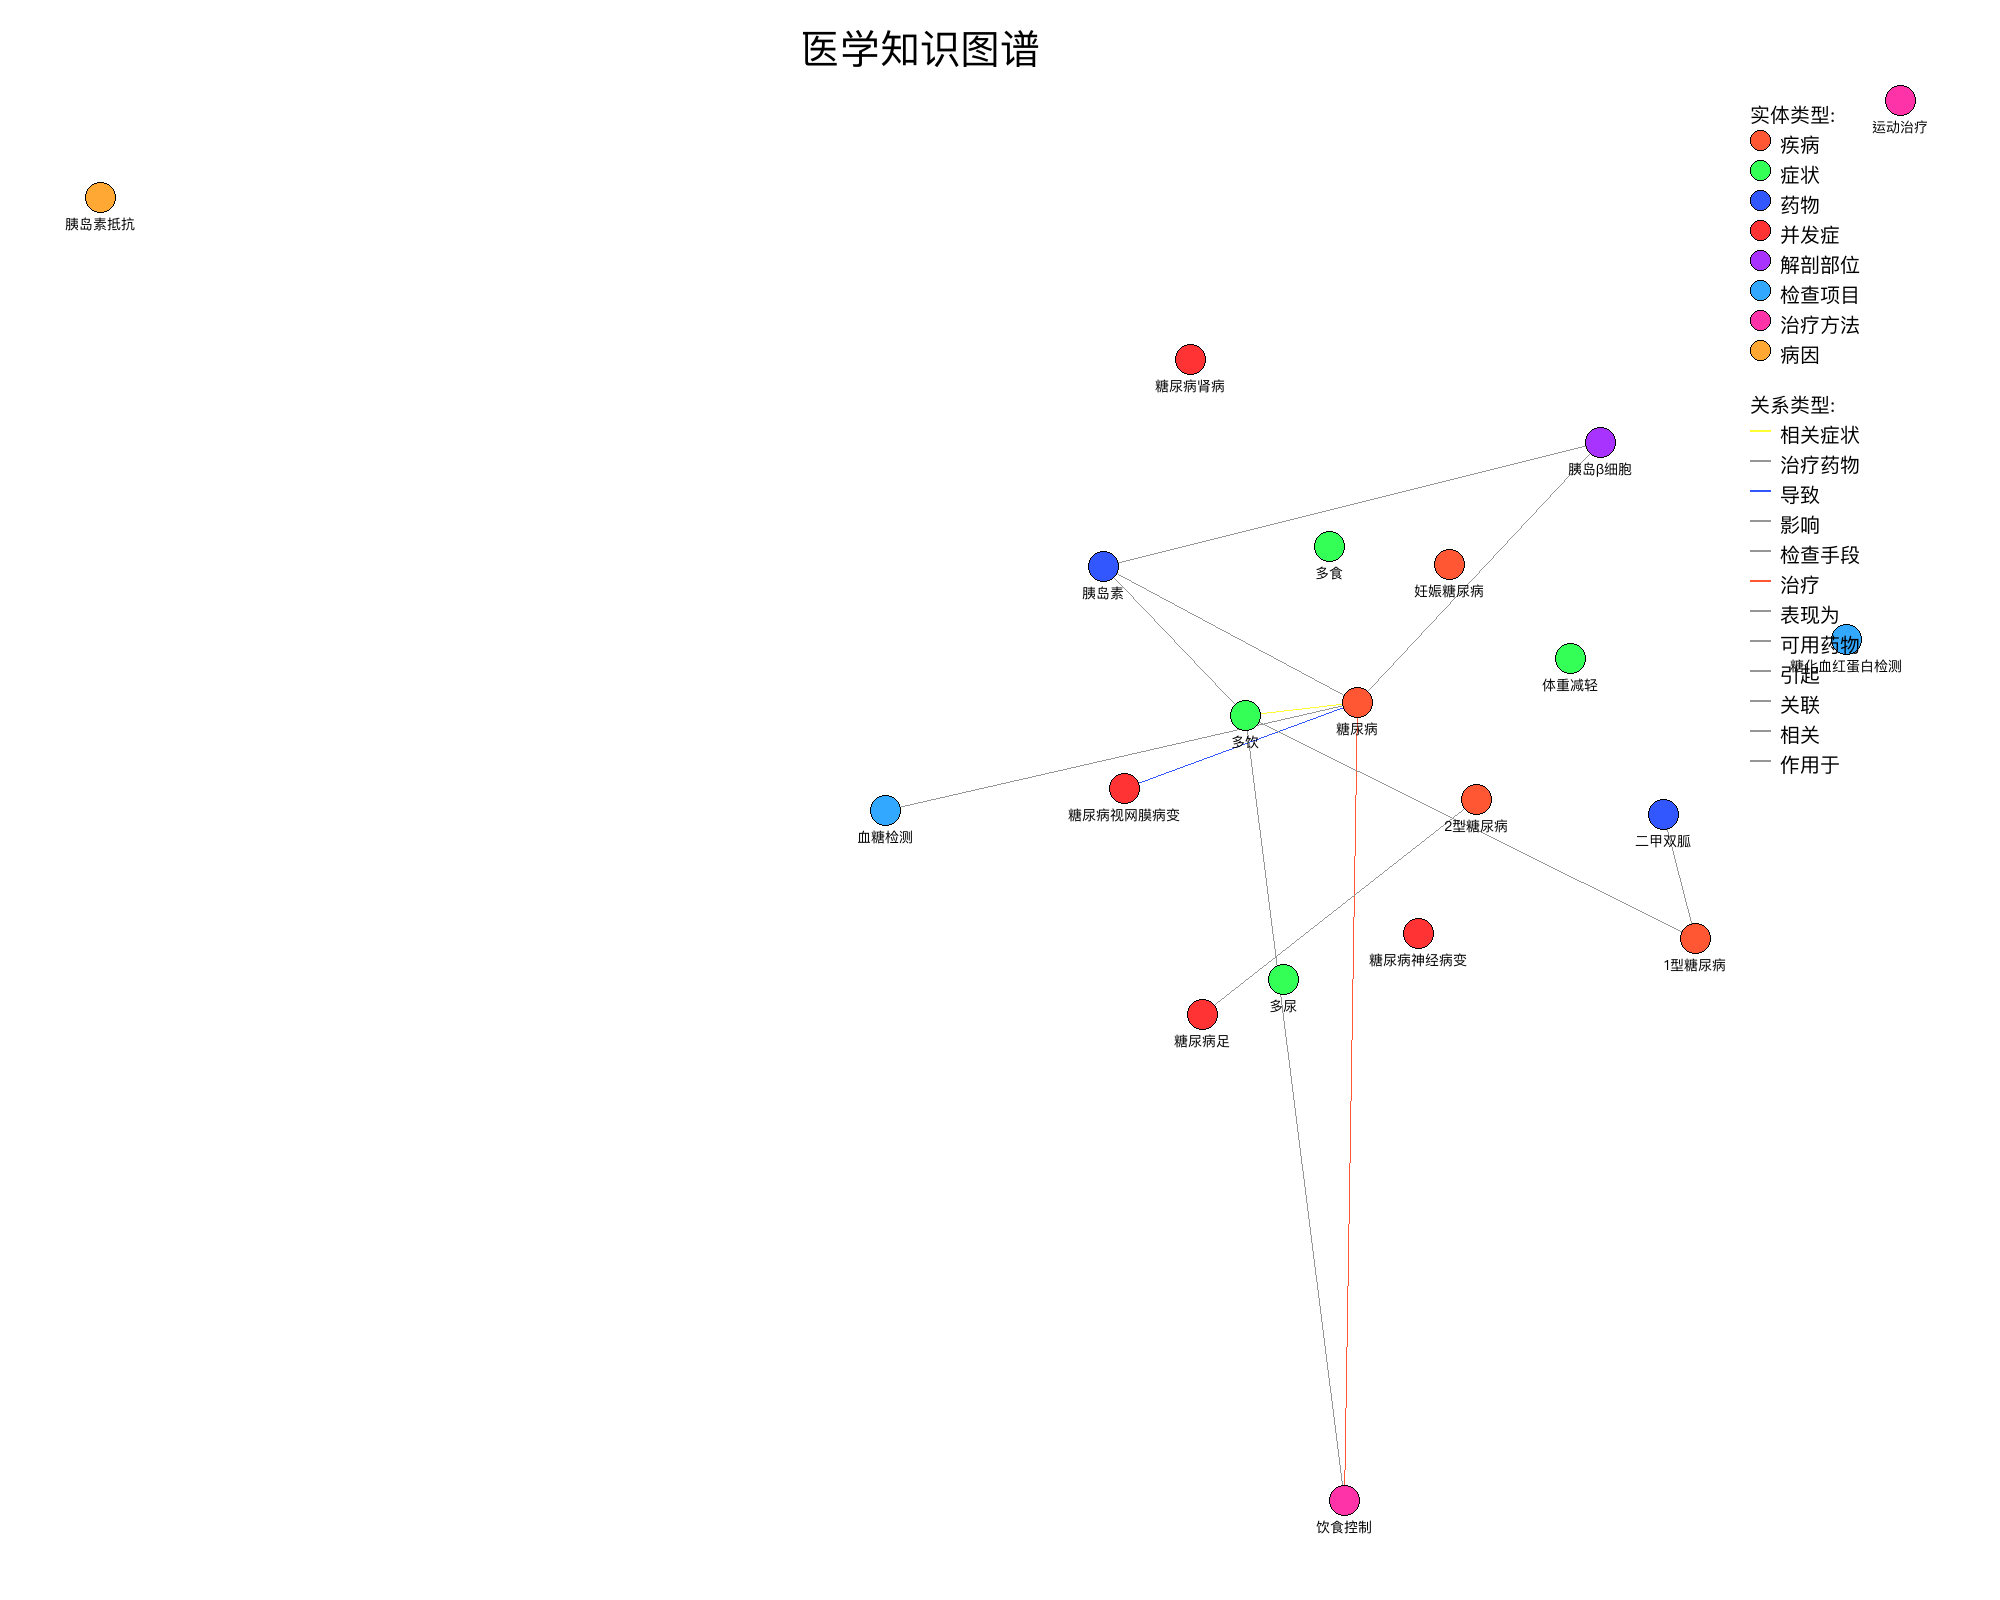 医学知识图谱
运动治疗
胰岛素抵抗
实体类型:
疾病
症状
药物
并发症
解剖部位
检查项目
治疗方法
病因
关系类型:
相关症状
治疗药物
导致
影响
检查手段
治疗
表现为
可用药物
引起
关联
相关
作用于
糖尿病肾病
胰岛β细胞
多食
胰岛素
妊娠糖尿病
糖化血红蛋白检测
体重减轻
糖尿病
多饮
糖尿病视网膜病变
2型糖尿病
血糖检测
二甲双胍
糖尿病神经病变
1型糖尿病
多尿
糖尿病足
饮食控制